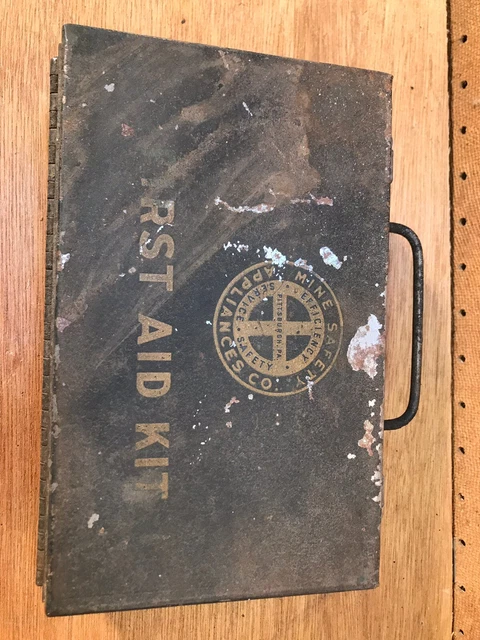 MINE SAFETY
APPLIANCES CO.
EFFICIENCY
SERVICE
SAFETY
PITTSBURGH, PA.
RST AID KIT